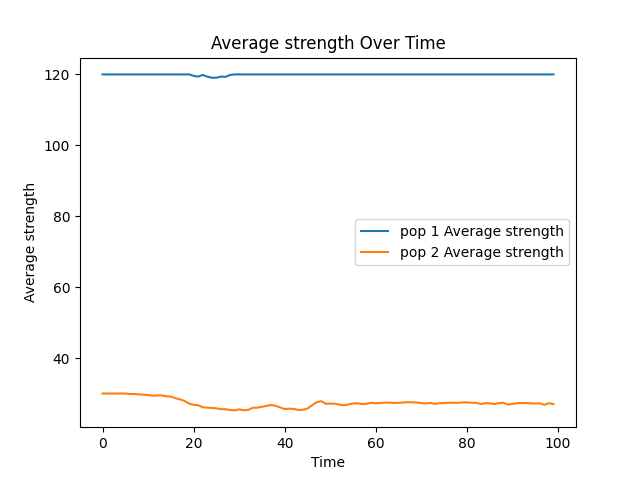 Average strength Over Time
Average strength
120
100
80
60
40
pop 1 Average strength
pop 2 Average strength
0 20 40 60 80 100
Time